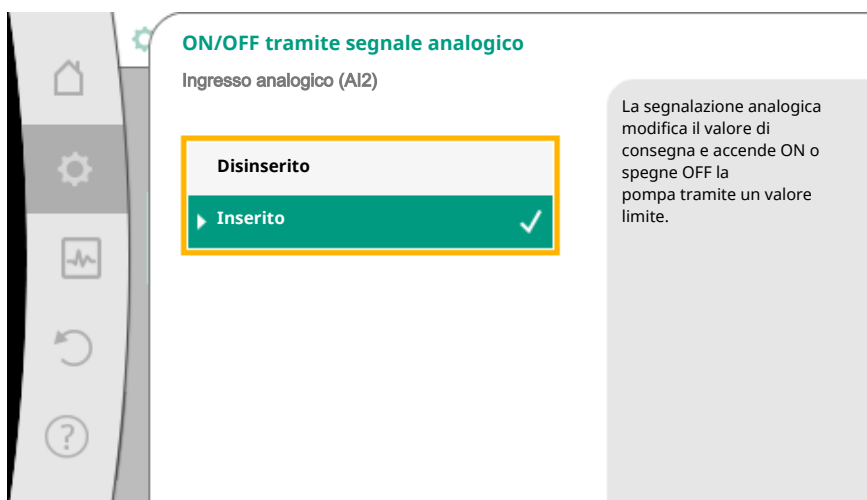 ON/OFF tramite segnale analogico
Ingresso analogico (AI2)
Disinserito
Inserito
La segnalazione analogica
modifica il valore di
consegna e accende ON o
spegne OFF la
pompa tramite un valore
limite.
?